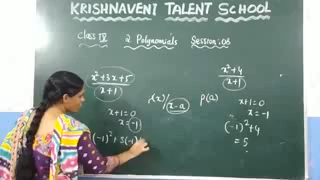 KRISHNAVENI TALENT SCHOOL
Class IX 2 Polynomials Session: 08
x²+3x+5 / (x+1)
x+1=0
x=-1
(-1)²+3(-1)
(x)/x-a p(a)
x²+4 / (x+1)
x+1=0
x=-1
(-1)²+4
= 5